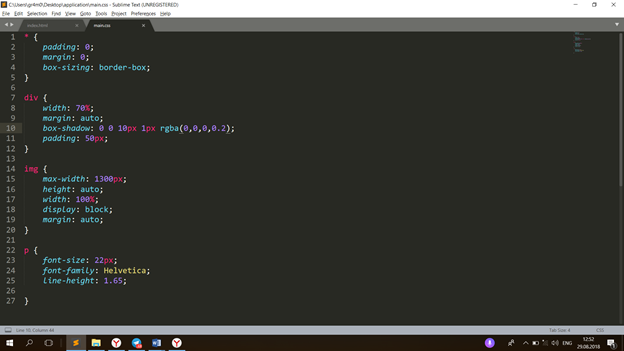 C:\Users\gr4m0\Desktop\application\main.css - Sublime Text (UNREGISTERED)
File Edit Selection Find View Goto Tools Project Preferences Help
index.html main.css
1 * {
2 padding: 0;
3 margin: 0;
4 box-sizing: border-box;
5 }
6
7 div {
8 width: 70%;
9 margin: auto;
10 box-shadow: 0 0 10px 1px rgba(0,0,0,0.2);
11 padding: 50px;
12 }
13
14 img {
15 max-width: 1300px;
16 height: auto;
17 width: 100%;
18 display: block;
19 margin: auto;
20 }
21
22 p {
23 font-size: 22px;
24 font-family: Helvetica;
25 line-height: 1.65;
26
27 }
Line 10, Column 44 Tab Size: 4 CSS
ENG 12:52
29.08.2018